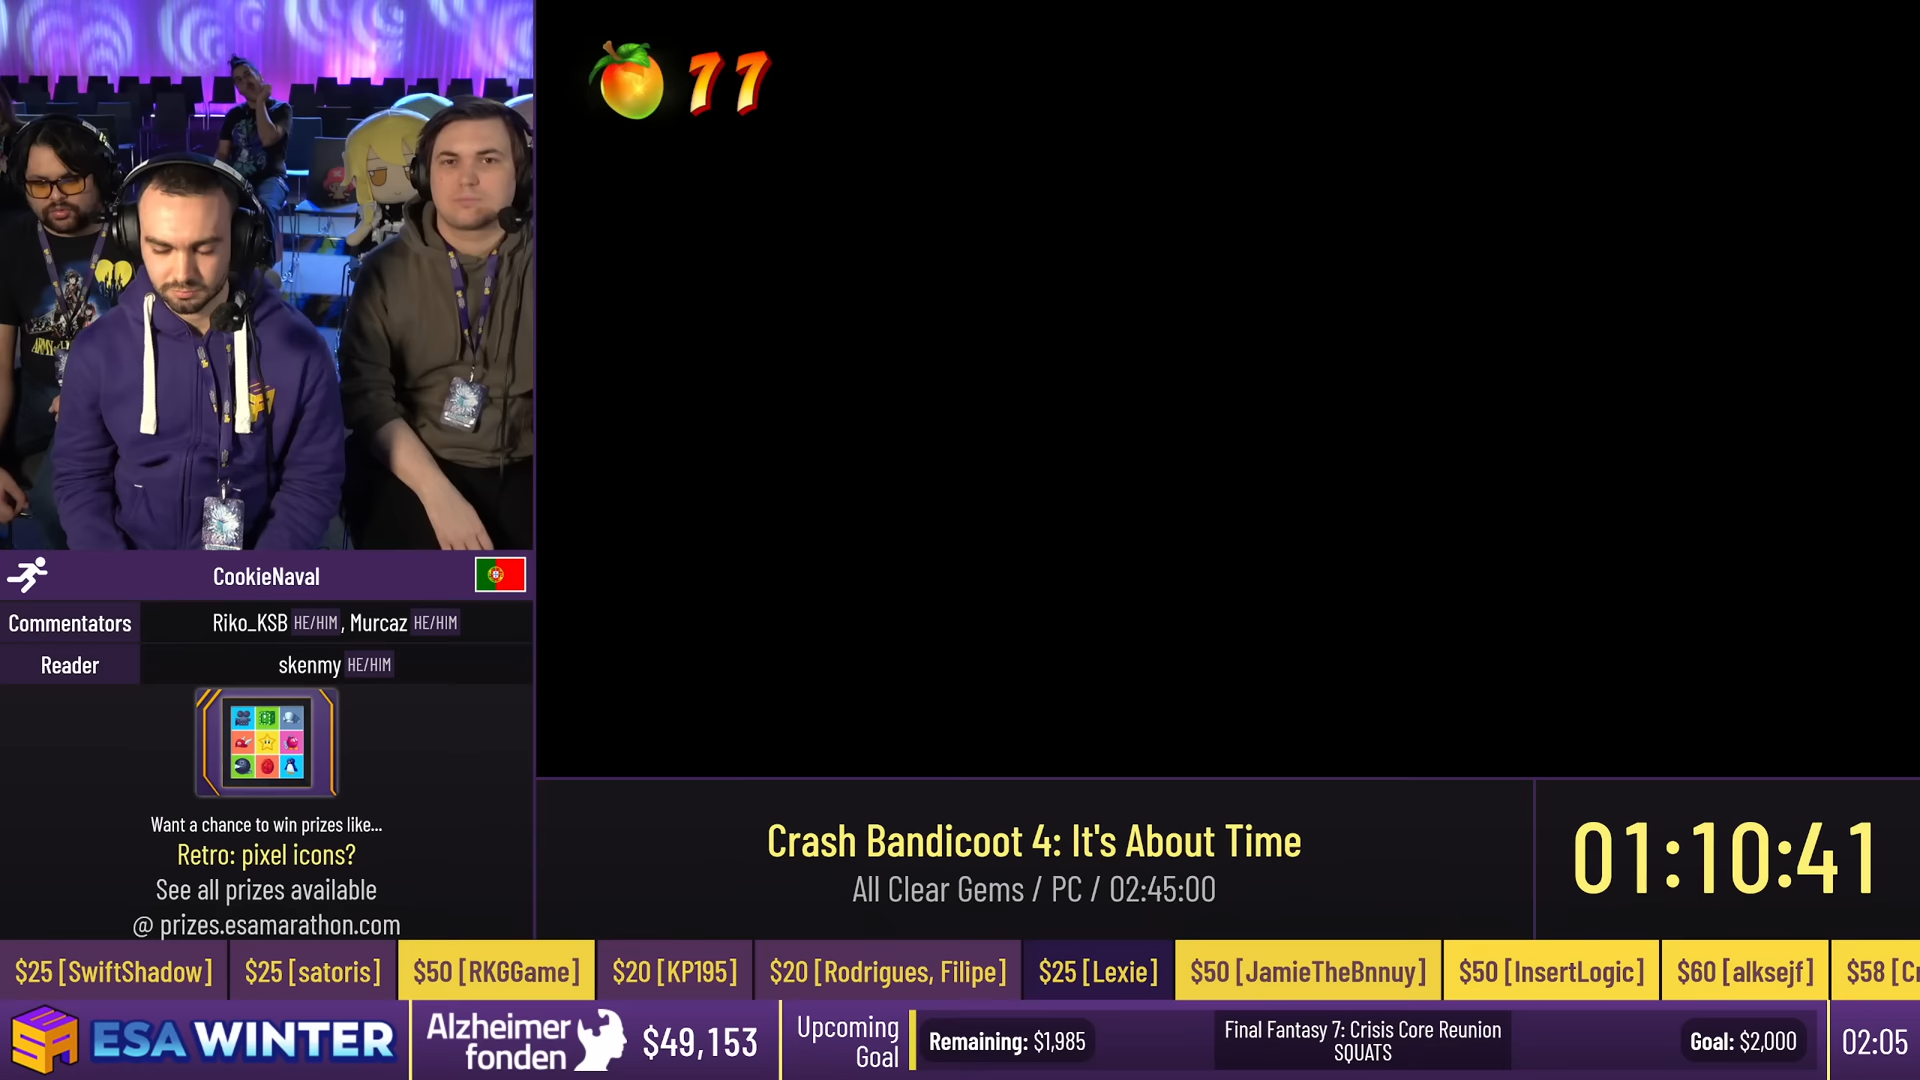 77
CookieNaval
Commentators
Riko_KSB HE/HIM, Murcaz HE/HIM
Reader
skenmy HE/HIM
Want a chance to win prizes like...
Retro: pixel icons?
See all prizes available
@ prizes.esamarathon.com
Crash Bandicoot 4: It's About Time
All Clear Gems / PC / 02:45:00
01:10:41
$25 [SwiftShadow]
$25 [satoris]
$50 [RKGGame]
$20 [KP195]
$20 [Rodrigues, Filipe]
$25 [Lexie]
$50 [JamieTheBnnuy]
$50 [InsertLogic]
$60 [alksejf]
$58 [Cr
ESA WINTER
Alzheimer
fonden
$49,153
Upcoming
Goal
Remaining: $1,985
Final Fantasy 7: Crisis Core Reunion
SQUATS
Goal: $2,000
02:05